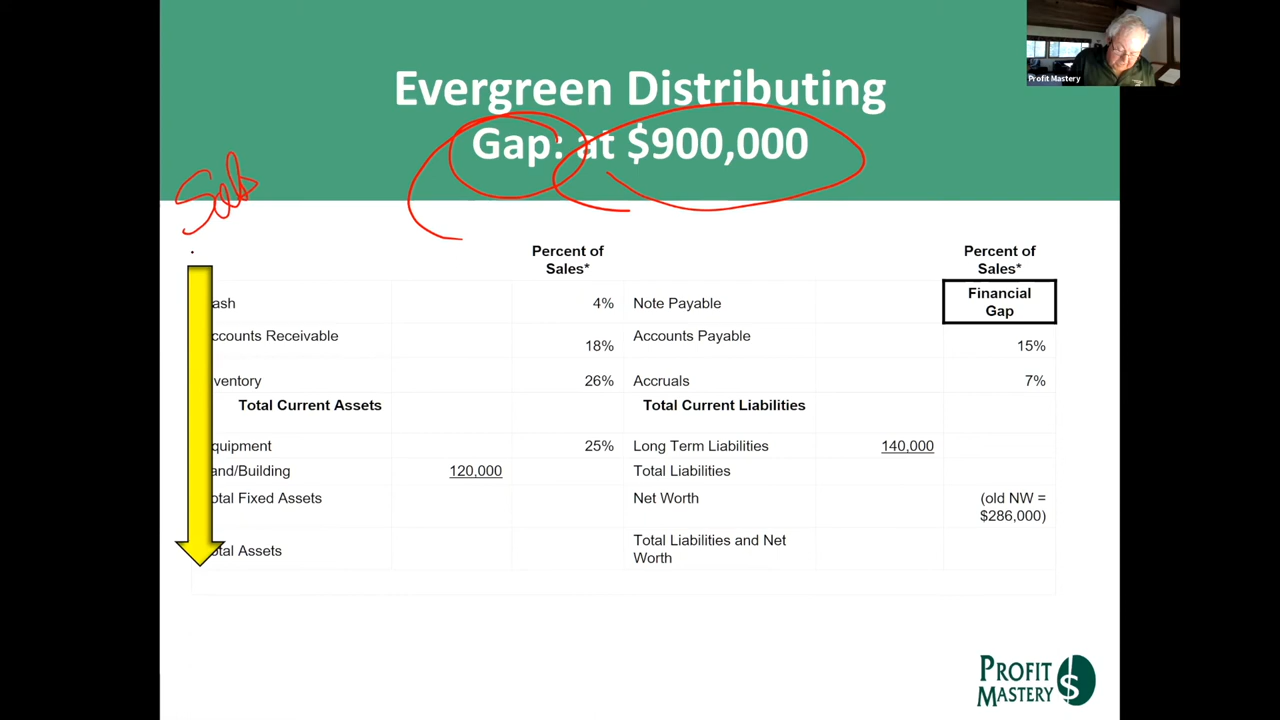 Profit Mastery
Evergreen Distributing
Gap: at $900,000
Percent of
Sales*
Percent of
Sales*
ash 4% Note Payable Financial
Gap
ccounts Receivable 18% Accounts Payable 15%
ventory 26% Accruals 7%
Total Current Assets Total Current Liabilities
quipment 25% Long Term Liabilities 140,000
and/Building 120,000 Total Liabilities
otal Fixed Assets Net Worth (old NW =
$286,000)
otal Assets Total Liabilities and Net
Worth
PROFIT
MASTERY